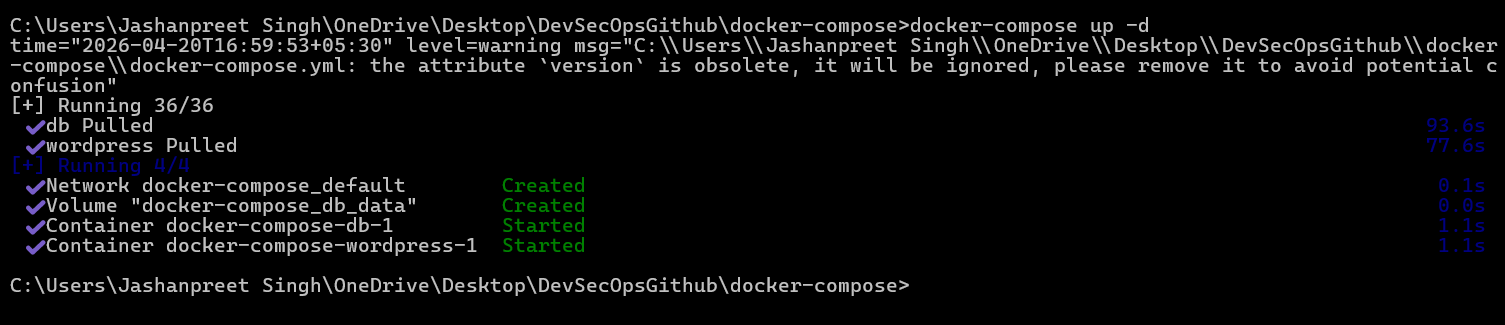 C:\Users\Jashanpreet Singh\OneDrive\Desktop\DevSecOpsGithub\docker-compose>docker-compose up -d
time="2026-04-20T16:59:53+05:30" level=warning msg="C:\\Users\\Jashanpreet Singh\\OneDrive\\Desktop\\DevSecOpsGithub\\docker
-compose\\docker-compose.yml: the attribute `version` is obsolete, it will be ignored, please remove it to avoid potential c
onfusion"
[+] Running 36/36
✔db Pulled 93.6s
✔wordpress Pulled 77.6s
[+] Running 4/4
✔Network docker-compose_default Created 0.1s
✔Volume "docker-compose_db_data" Created 0.0s
✔Container docker-compose-db-1 Started 1.1s
✔Container docker-compose-wordpress-1 Started 1.1s
C:\Users\Jashanpreet Singh\OneDrive\Desktop\DevSecOpsGithub\docker-compose>